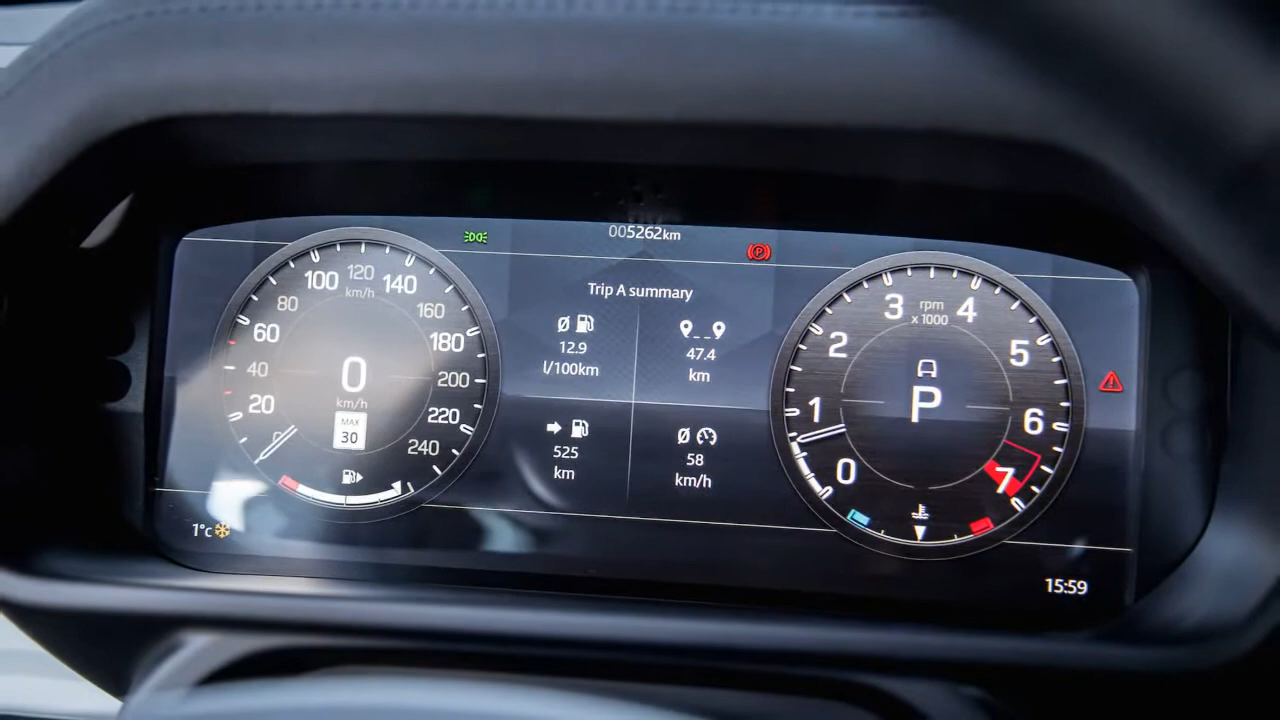 005262km
Trip A summary
12.9
l/100km
47.4
km
525
km
58
km/h
20
40
60
80
100
120
km/h
140
160
180
200
220
240
0
km/h
MAX
30
1°c
0
1
2
3
rpm
x 1000
4
5
6
7
P
15:59